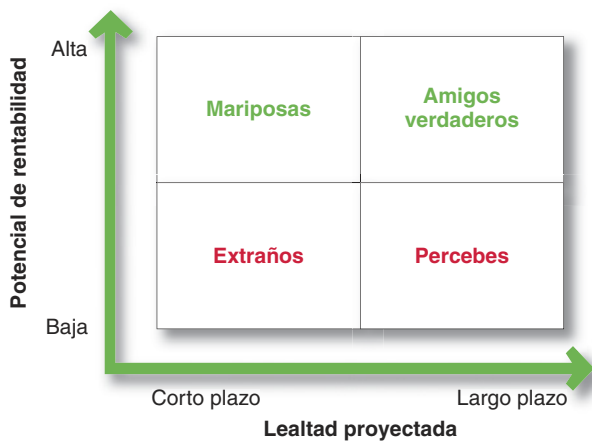 Potencial de rentabilidad
Alta
Mariposas
Amigos
verdaderos
Extraños
Percebes
Baja
Corto plazo
Largo plazo
Lealtad proyectada